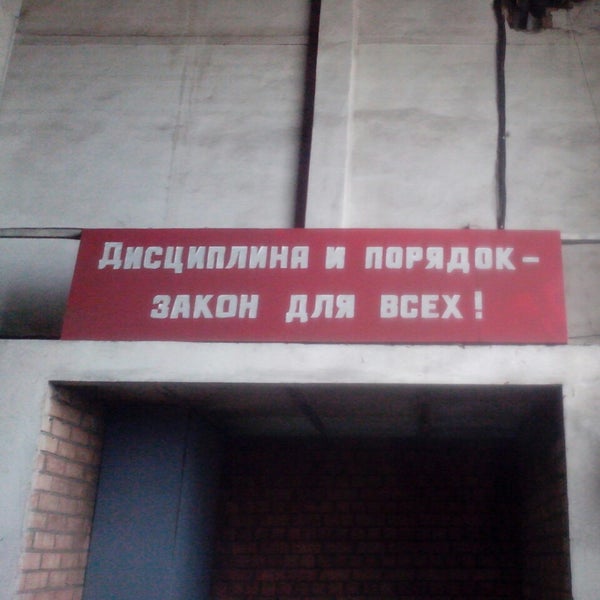 Дисциплина и порядок -
закон для всех!